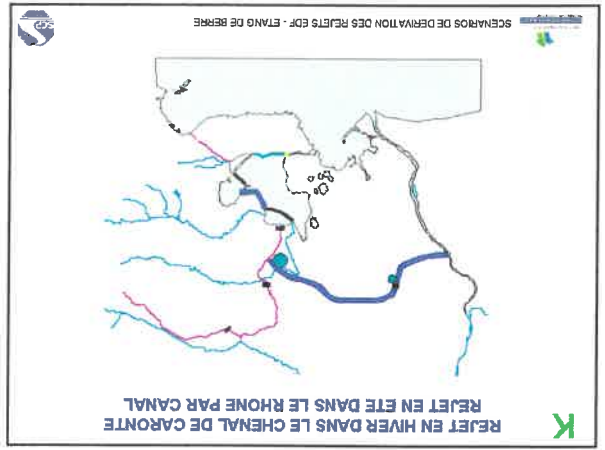 K
REJET EN HIVER DANS LE CHENAL DE CARONTE
REJET EN ETE DANS LE RHONE PAR CANAL
SCENARIOS DE DERIVATION DES REJETS EDF - ETANG DE BERRE